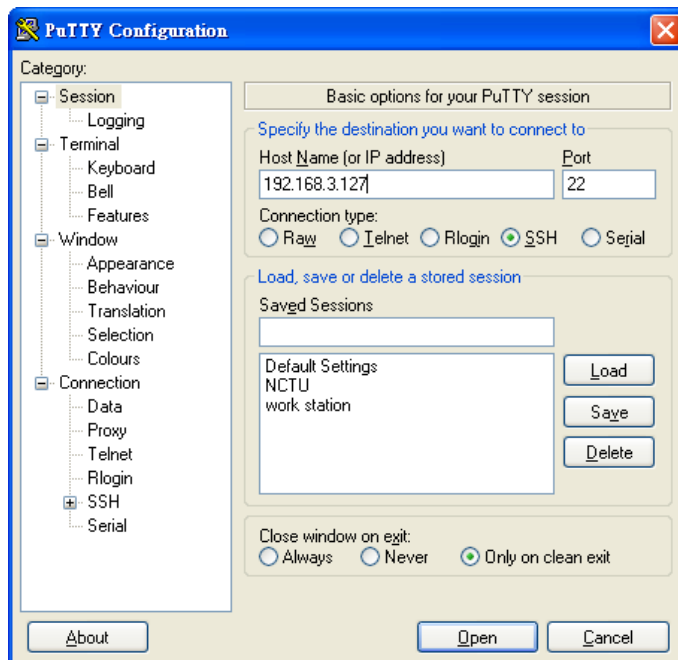 PuTTY Configuration
Category:
Session
Logging
Terminal
Keyboard
Bell
Features
Window
Appearance
Behaviour
Translation
Selection
Colours
Connection
Data
Proxy
Telnet
Rlogin
SSH
Serial
Basic options for your PuTTY session
Specify the destination you want to connect to
Host Name (or IP address) Port
192.168.3.127 22
Connection type:
Raw Telnet Rlogin SSH Serial
Load, save or delete a stored session
Saved Sessions
Default Settings
NCTU
work station
Load
Save
Delete
Close window on exit:
Always Never Only on clean exit
About Open Cancel